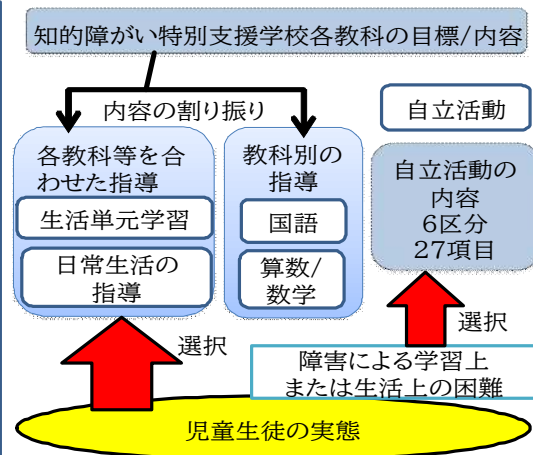 知的障がい特別支援学校各教科の目標/内容
内容の割り振り
自立活動
各教科等を合
わせた指導
生活単元学習
日常生活の
指導
教科別の
指導
国語
算数/
数学
自立活動の
内容
6区分
27項目
選択
選択
障害による学習上
または生活上の困難
児童生徒の実態